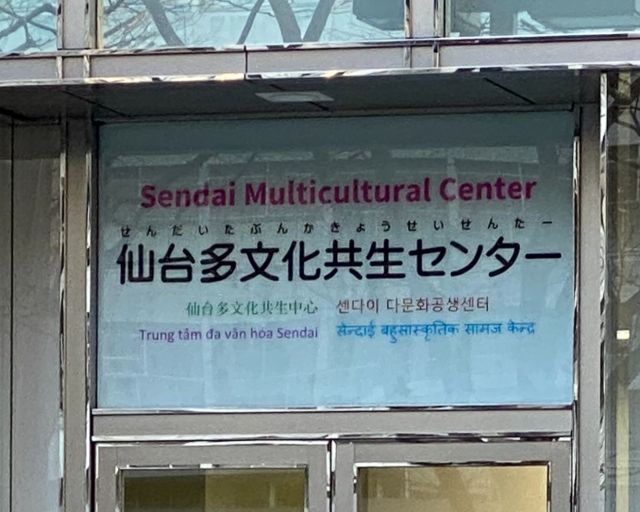 Sendai Multicultural Center
せんだいたぶんかきょうせいせんたー
仙台多文化共生センター
仙台多文化共生中心 센다이 다문화공생센터
Trung tâm đa văn hóa Sendai सेन्दाई बहुसांस्कृतिक सामज केन्द्र